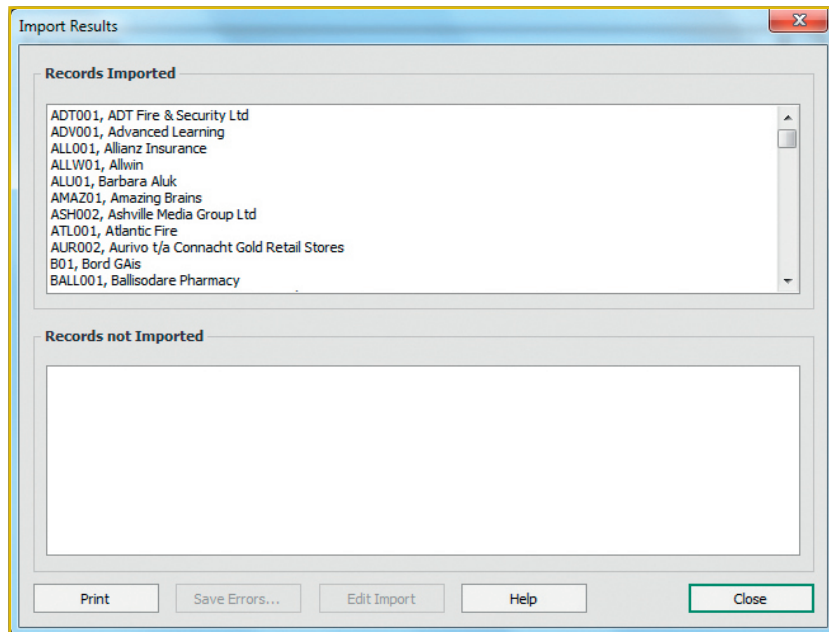 Import Results
Records Imported
ADT001, ADT Fire & Security Ltd
ADV001, Advanced Learning
ALL001, Allianz Insurance
ALLW01, Allwin
ALU01, Barbara Aluk
AMAZ01, Amazing Brains
ASH002, Ashville Media Group Ltd
ATL001, Atlantic Fire
AUR002, Aurivo t/a Connacht Gold Retail Stores
B01, Bord GAis
BALL001, Ballisodare Pharmacy
Records not Imported
Print Save Errors... Edit Import Help Close